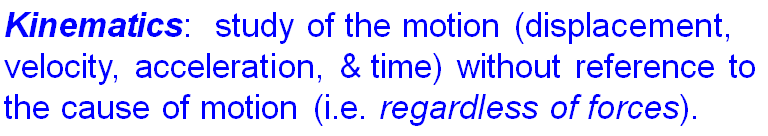 Kinematics: study of the motion (displacement,
velocity, acceleration, & time) without reference to
the cause of motion (i.e. regardless of forces).